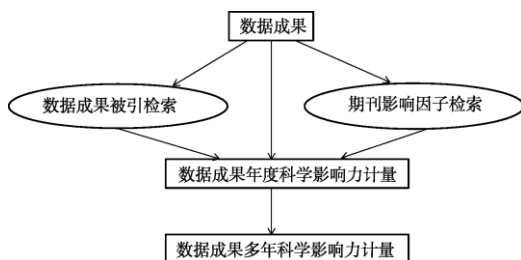 数据成果
数据成果被引检索
期刊影响因子检索
数据成果年度科学影响力计量
数据成果多年科学影响力计量